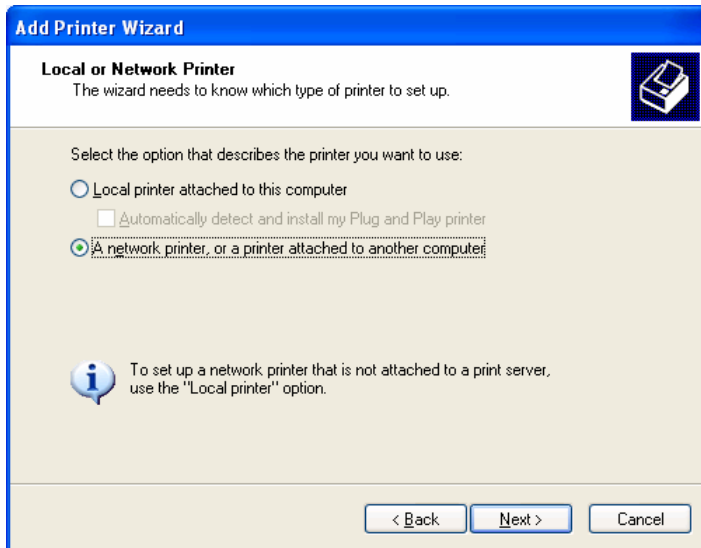 Add Printer Wizard
Local or Network Printer
The wizard needs to know which type of printer to set up.
Select the option that describes the printer you want to use:
Local printer attached to this computer
Automatically detect and install my Plug and Play printer
A network printer, or a printer attached to another computer
To set up a network printer that is not attached to a print server,
use the "Local printer" option.
< Back
Next >
Cancel